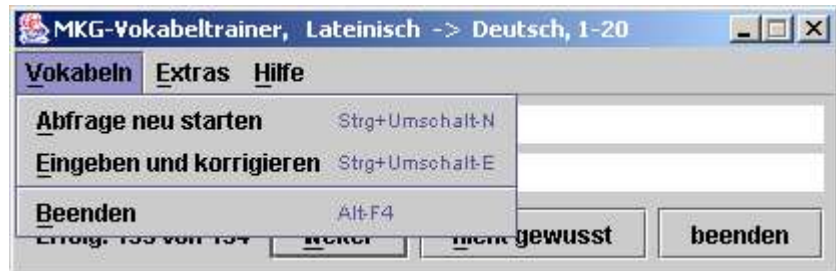 MKG-Vokabeltrainer, Lateinisch -> Deutsch, 1-20
Vokabeln Extras Hilfe
Abfrage neu starten Strg+Umschalt-N
Eingeben und korrigieren Strg+Umschalt-E
Beenden Alt-F4
gewusst beenden